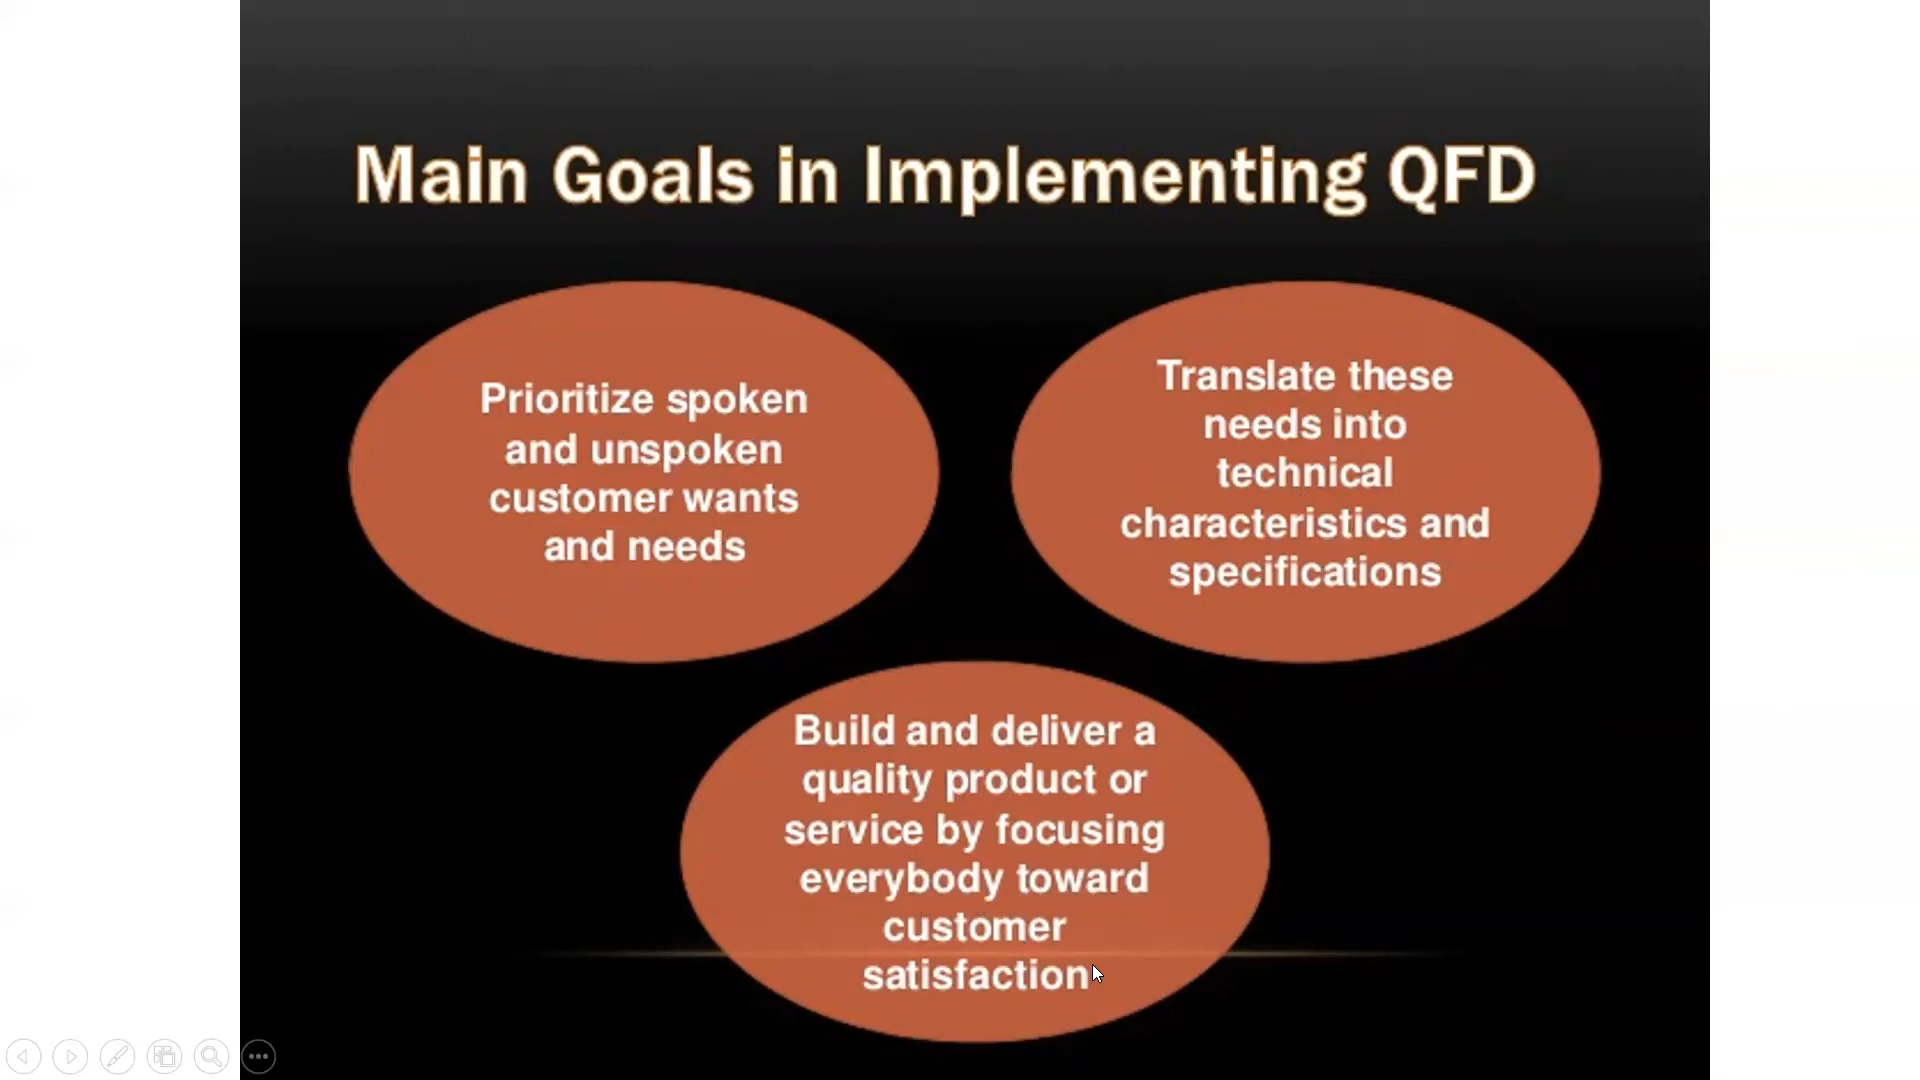 Main Goals in Implementing QFD
Prioritize spoken
and unspoken
customer wants
and needs
Translate these
needs into
technical
characteristics and
specifications
Build and deliver a
quality product or
service by focusing
everybody toward
customer
satisfaction